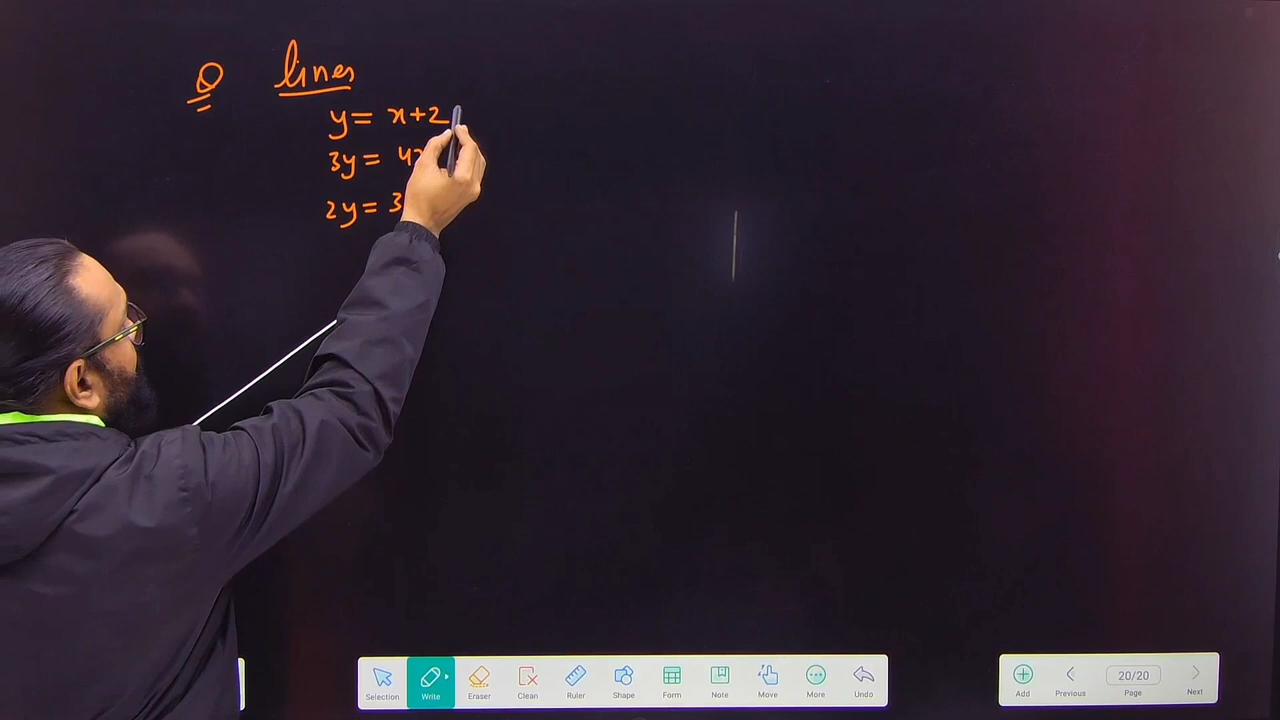 Q lines
y = x+2
3y = 4x
2y = 3
Selection Write Eraser Clean Ruler Shape Form Note Move More Undo
Add Previous 20/20 Page Next